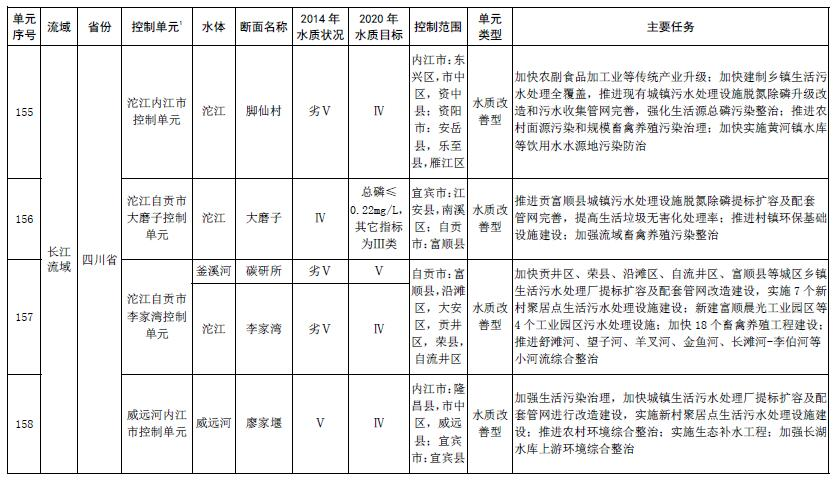 单元
序号
流域
省份
控制单元1
水体
断面名称
2014 年
水质状况
2020 年
水质目标
控制范围
单元
类型
主要任务
长江
流域
四川省
155
沱江内江市
控制单元
沱江
脚仙村
劣Ⅴ
Ⅳ
内江市：东
兴区，市中
区，资中
县；资阳
市：安岳
县，乐至
县，雁江区
水质改
善型
加快农副食品加工业等传统产业升级；加快建制乡镇生活污
水处理全覆盖，推进现有城镇污水处理设施脱氮除磷升级改
造和污水收集管网完善，强化生活源总磷污染整治；推进农
村面源污染和规模畜禽养殖污染治理；加快实施黄河镇水库
等饮用水水源地污染防治
156
沱江自贡市
大磨子控制
单元
沱江
大磨子
Ⅳ
总磷≤
0.22mg/L，
其它指标
为Ⅲ类
宜宾市：江
安县，南溪
区；自贡
市：富顺县
水质改
善型
推进贡富顺县城镇污水处理设施脱氮除磷提标扩容及配套
管网完善，提高生活垃圾无害化处理率；推进村镇环保基础
设施建设；加强流域畜禽养殖污染整治
157
沱江自贡市
李家湾控制
单元
釜溪河
碳研所
劣Ⅴ
Ⅴ
沱江
李家湾
劣Ⅴ
Ⅳ
自贡市：富
顺县，沿滩
区，大安
区，贡井
区，荣县，
自流井区
水质改
善型
加快贡井区、荣县、沿滩区、自流井区、富顺县等城区乡镇
生活污水处理厂提标扩容及配套管网改造建设，实施 7 个新
村聚居点生活污水处理设施建设；新建富顺晨光工业园区等
4 个工业园区污水处理设施；加快 18 个畜禽养殖工程建设；
推进舒滩河、望子河、羊叉河、金鱼河、长滩河-李伯河等
小河流综合整治
158
威远河内江
市控制单元
威远河
廖家堰
Ⅴ
Ⅳ
内江市：隆
昌县，市中
区，威远
县；宜宾
市：宜宾县
水质改
善型
加强生活污染治理，加快城镇生活污水处理厂提标扩容及配
套管网进行改造建设，实施新村聚居点生活污水处理设施建
设；推进农村环境综合整治；实施生态补水工程；加强长湖
水库上游环境综合整治